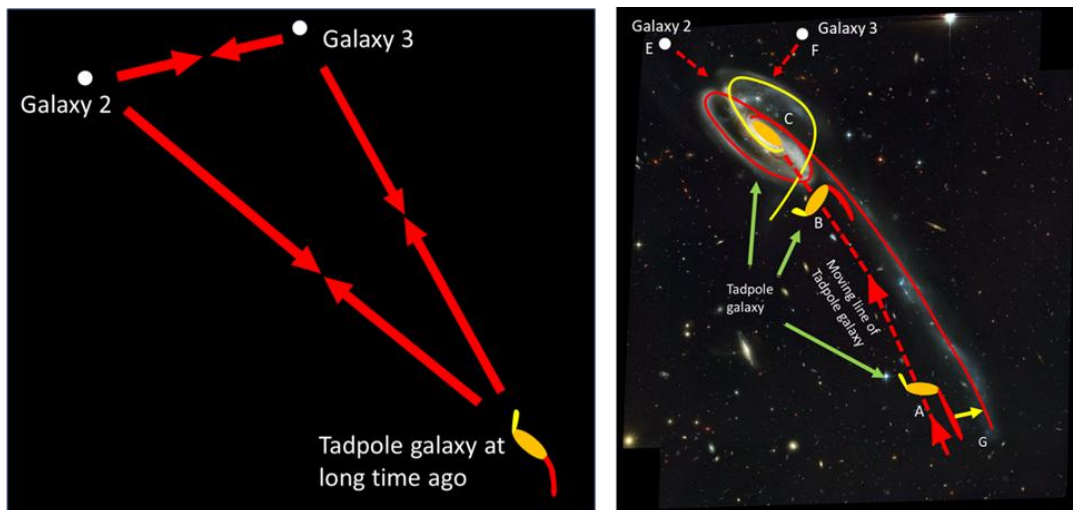 Galaxy 3
Galaxy 2
Tadpole galaxy at
long time ago
Galaxy 2
E
Galaxy 3
F
C
B
Tadpole
galaxy
Moving line of
Tadpole galaxy
A
G